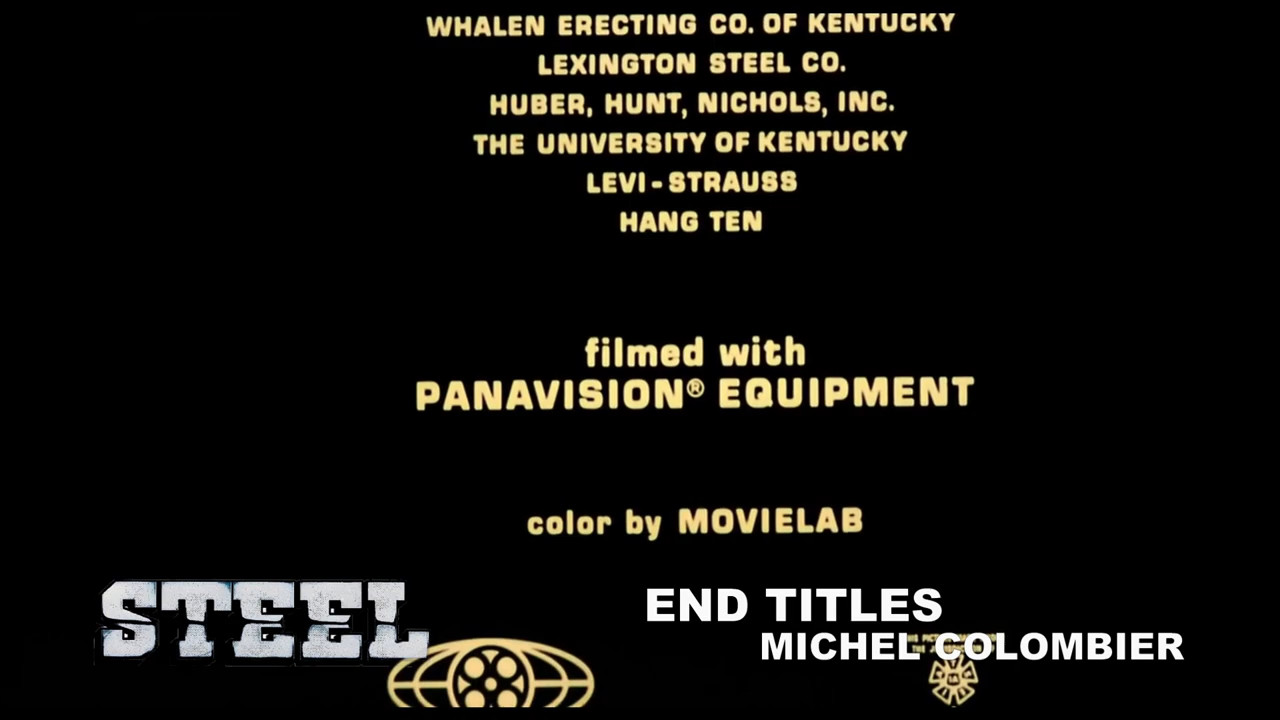 WHALEN ERECTING CO. OF KENTUCKY
LEXINGTON STEEL CO.
HUBER, HUNT, NICHOLS, INC.
THE UNIVERSITY OF KENTUCKY
LEVI-STRAUSS
HANG TEN
filmed with
PANAVISION® EQUIPMENT
color by MOVIELAB
STEEL
END TITLES
MICHEL COLOMBIER